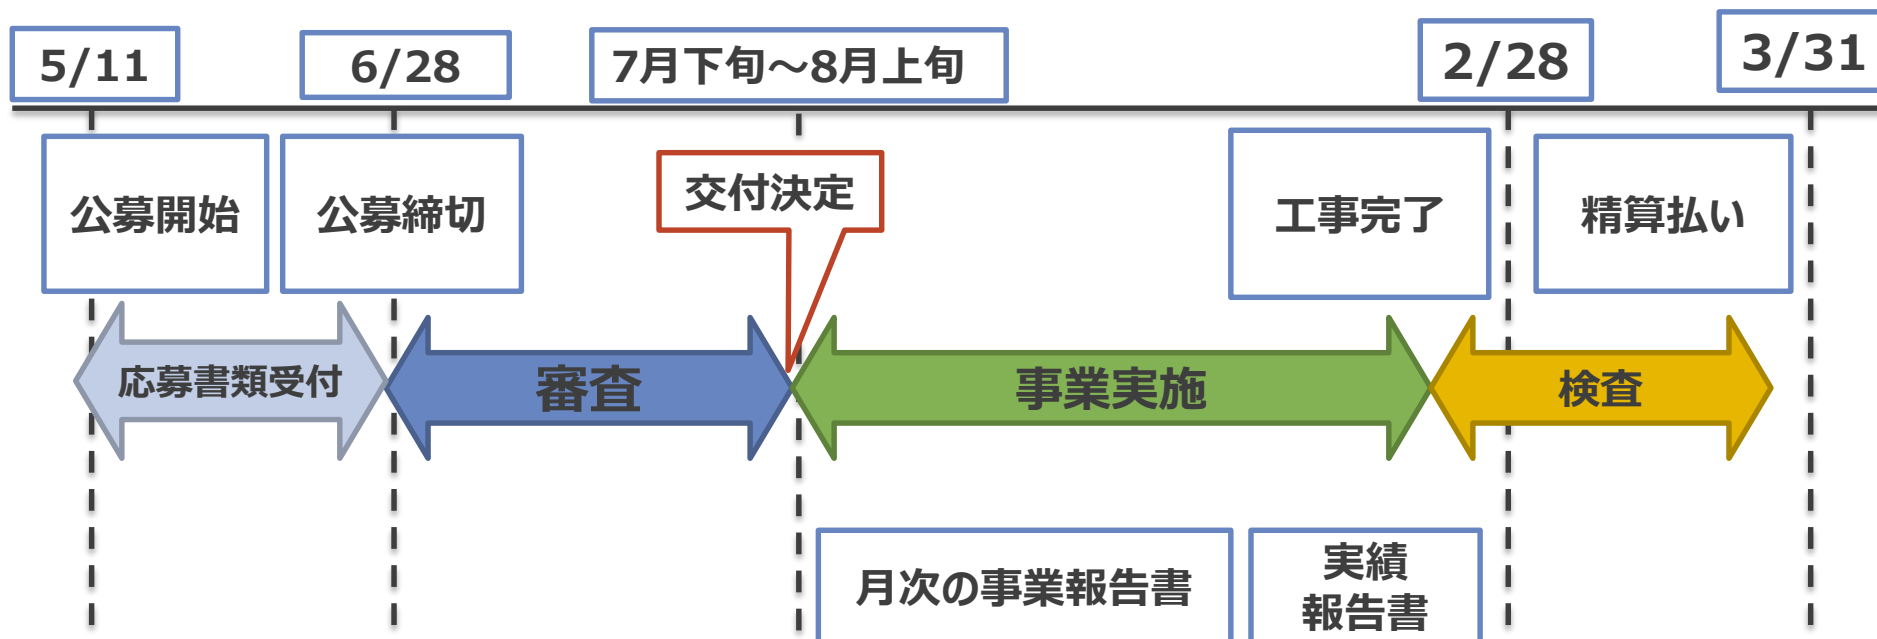 5/11
6/28
7月下旬～8月上旬
2/28
3/31
公募開始
公募締切
交付決定
工事完了
精算払い
応募書類受付
審査
事業実施
検査
月次の事業報告書
実績
報告書